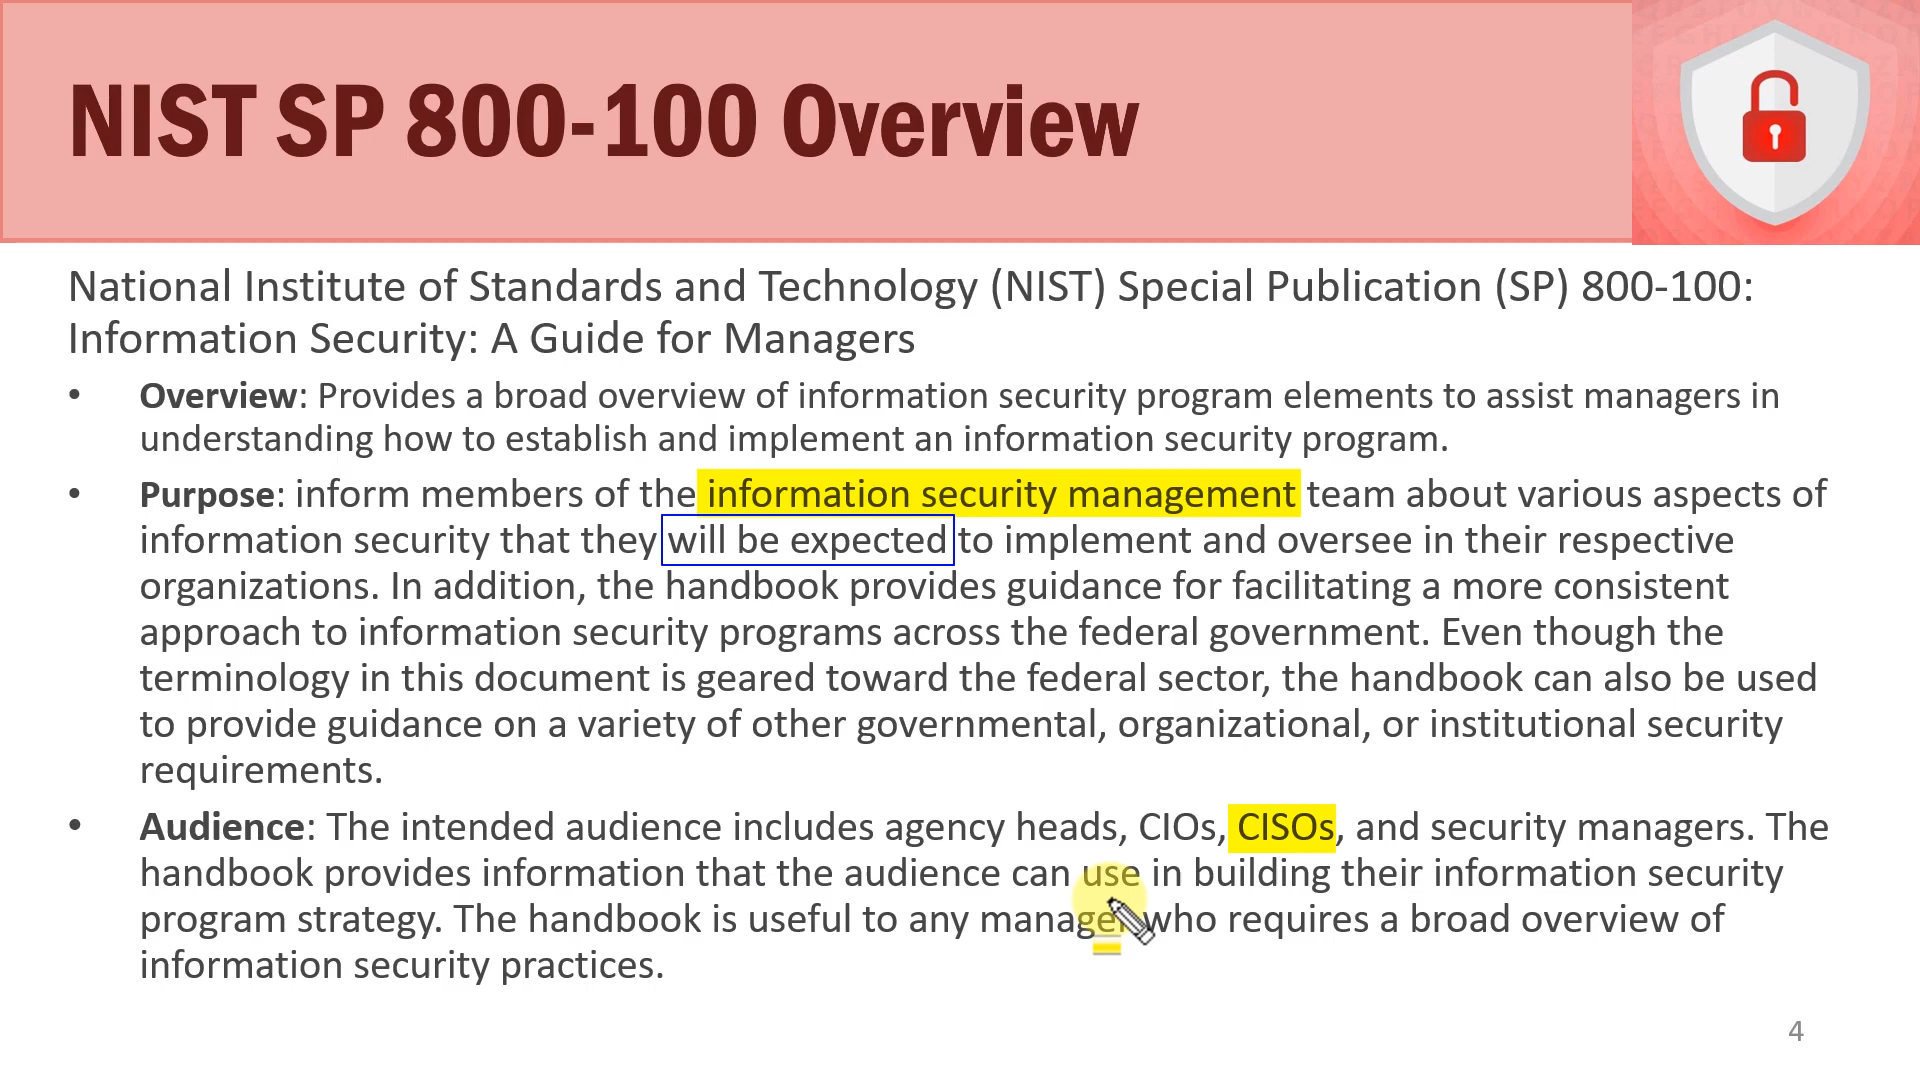 NIST SP 800-100 Overview
National Institute of Standards and Technology (NIST) Special Publication (SP) 800-100:
Information Security: A Guide for Managers
• Overview: Provides a broad overview of information security program elements to assist managers in
understanding how to establish and implement an information security program.
• Purpose: inform members of the information security management team about various aspects of
information security that they will be expected to implement and oversee in their respective
organizations. In addition, the handbook provides guidance for facilitating a more consistent
approach to information security programs across the federal government. Even though the
terminology in this document is geared toward the federal sector, the handbook can also be used
to provide guidance on a variety of other governmental, organizational, or institutional security
requirements.
• Audience: The intended audience includes agency heads, CIOs, CISOs, and security managers. The
handbook provides information that the audience can use in building their information security
program strategy. The handbook is useful to any manager who requires a broad overview of
information security practices.
4